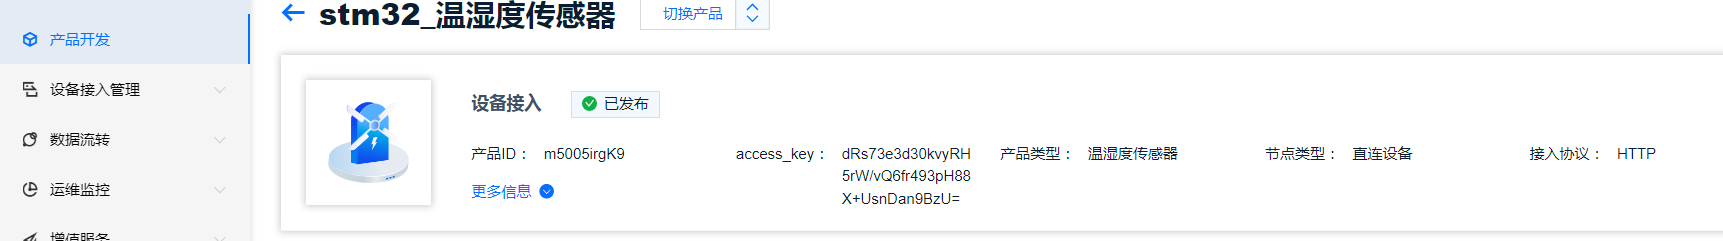 stm32_温湿度传感器
切换产品
产品开发
设备接入管理
数据流转
运维监控
增值服务
设备接入
已发布
产品ID： m5005irgK9
access_key： dRs73e3d30kvyRH
5rW/vQ6fr493pH88
X+UsnDan9BzU=
产品类型： 温湿度传感器
节点类型： 直连设备
接入协议： HTTP
更多信息